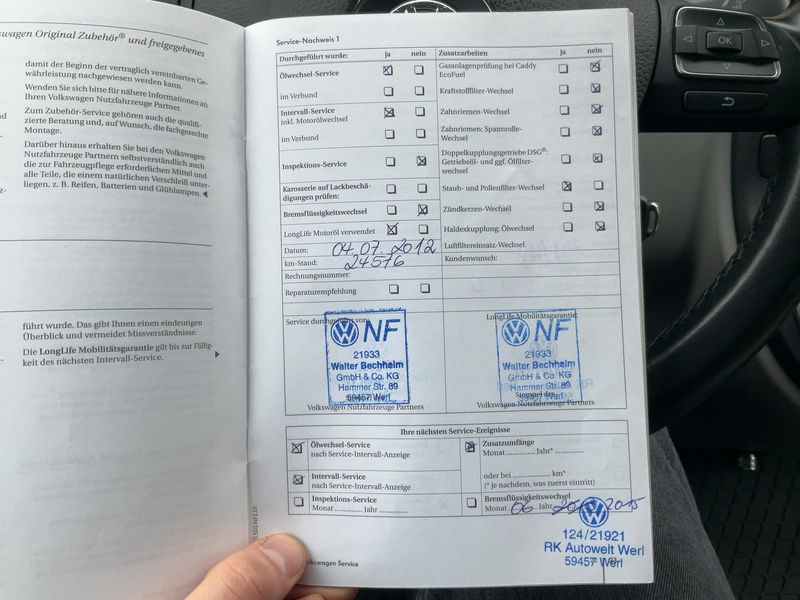 swagen Original Zubehör® und freigegebenes
damit der Beginn der vertraglich vereinbarten Ge-
währleistung nachgewiesen werden kann.
Wenden Sie sich bitte für nähere Informationen an
Ihren Volkswagen Nutzfahrzeuge Partner.
Zum Zubehör-Service gehören auch die qualifi-
zierte Beratung und, auf Wunsch, die fachgerechte
Montage.
Darüber hinaus erhalten Sie bei den Volkswagen
Nutzfahrzeuge Partnern selbstverständlich auch
die zur Fahrzeugpflege erforderlichen Mittel und
alle Teile, die einem natürlichen Verschleiß unter-
liegen, z. B. Reifen, Batterien und Glühlampen.
führt wurde. Das gibt Ihnen einen eindeutigen
Überblick und vermeidet Missverständnisse.
Die LongLife Mobilitätsgarantie gilt bis zur Fällig-
keit des nächsten Intervall-Service.
Service-Nachweis 1
Durchgeführt wurde: ja nein
Ölwechsel-Service
im Verbund
Intervall-Service
inkl. Motorölwechsel
im Verbund
Inspektions-Service
Karosserie auf Lackbeschä-
digungen prüfen:
Bremsflüssigkeitswechsel
LongLife Motoröl verwendet
Datum: 04.07.2012
km-Stand: 24576
Rechnungsnummer:
Reparaturempfehlung
Zusatzarbeiten ja nein
Gasanlagenprüfung bei Caddy
EcoFuel
Kraftstofffilter-Wechsel
Zahnriemen-Wechsel
Zahnriemen: Spannrolle-
Wechsel
Doppelkupplungsgetriebe DSG®:
Getriebeöl- und ggf. Ölfilter-
wechsel
Staub- und Pollenfilter-Wechsel
Zündkerzen-Wechsel
Haldexkupplung: Ölwechsel
Luftfiltereinsatz-Wechsel
Kundenwunsch:
Service durchgeführt von
NF
21933
Walter Bechheim
GmbH & Co. KG
Hammer Str. 89
59457 Werl
Volkswagen Nutzfahrzeuge Partners
LongLife Mobilitätsgarantie:
NF
21933
Walter Bechheim
GmbH & Co. KG
Hammer Str. 89
59457 Werl
Stempel des
Volkswagen Nutzfahrzeuge Partners
Ihre nächsten Service-Ereignisse
Ölwechsel-Service
nach Service-Intervall-Anzeige
Intervall-Service
nach Service-Intervall-Anzeige
Inspektions-Service
Monat ............ Jahr ............
Zusatzumfänge
Monat ............ Jahr* ............
oder bei ............ km*
(* je nachdem, was zuerst eintritt)
Bremsflüssigkeitswechsel
Monat 06 Jahr 2015
124/21921
RK Autowelt Werl
59457 Werl
lkswagen Service
OK